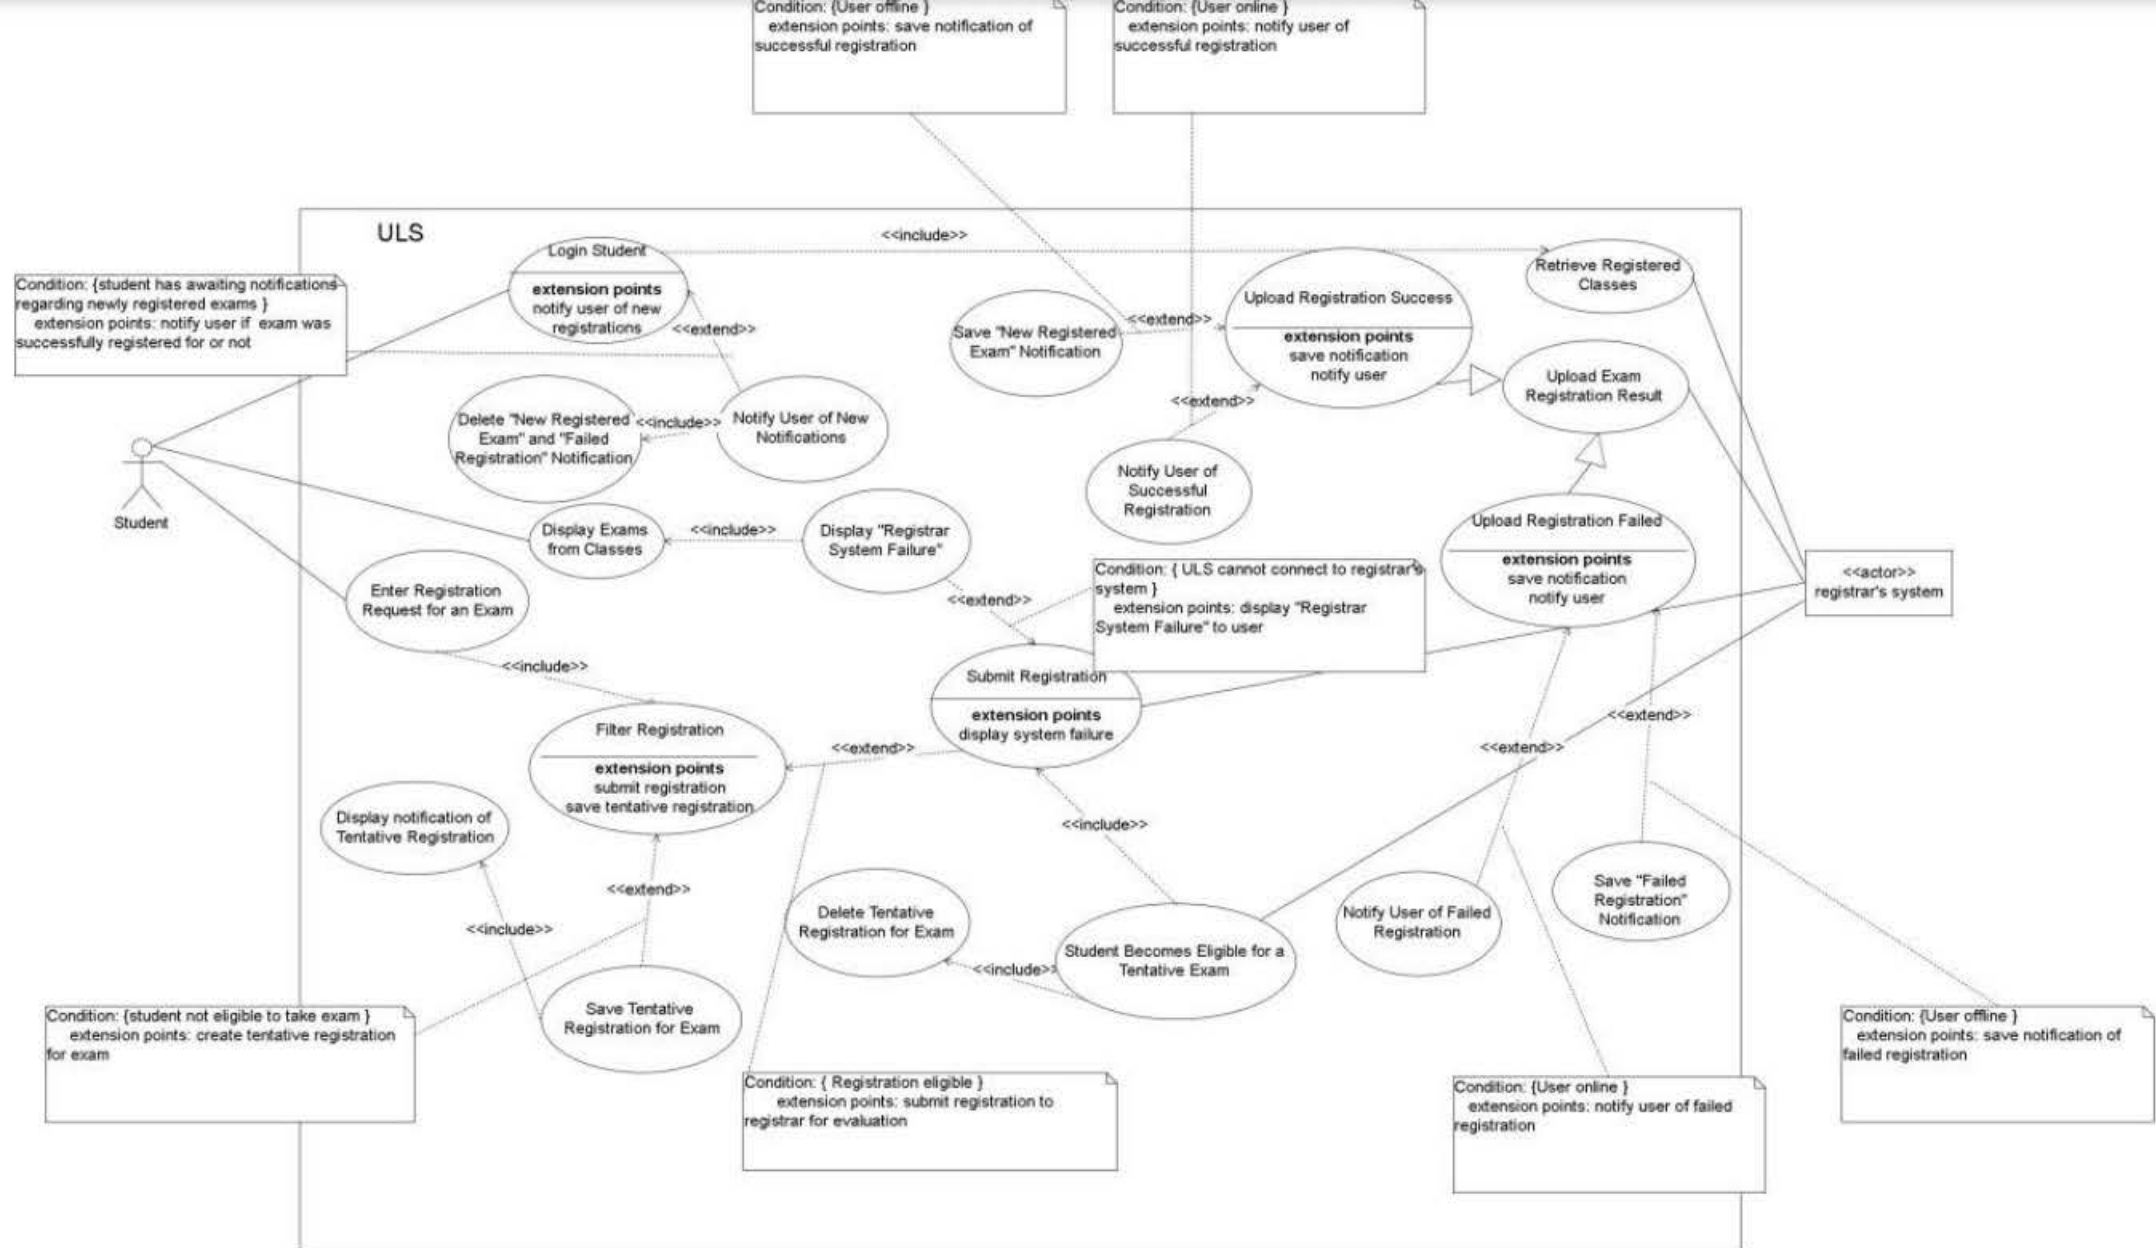 Condition: {User offline }
extension points: save notification of
successful registration
Condition: {User online }
extension points: notify user of
successful registration
ULS
<<include>>
Login Student
extension points
notify user of new
registrations
Retrieve Registered
Classes
Condition: {student has awaiting notifications
regarding newly registered exams }
extension points: notify user if exam was
successfully registered for or not
<<extend>>
Save "New Registered
Exam" Notification
<<extend>>
Upload Registration Success
extension points
save notification
notify user
Upload Exam
Registration Result
<<extend>>
Delete "New Registered
Exam" and "Failed
Registration" Notification
<<include>>
Notify User of New
Notifications
Notify User of
Successful
Registration
Student
Display Exams
from Classes
<<include>>
Display "Registrar
System Failure"
Upload Registration Failed
extension points
save notification
notify user
<<actor>>
registrar's system
Enter Registration
Request for an Exam
<<extend>>
Condition: { ULS cannot connect to registrar's
system }
extension points: display "Registrar
System Failure" to user
<<include>>
Submit Registration
extension points
display system failure
Filter Registration
extension points
submit registration
save tentative registration
<<extend>>
<<extend>>
<<extend>>
Display notification of
Tentative Registration
<<include>>
<<extend>>
<<include>>
Delete Tentative
Registration for Exam
<<include>>
Student Becomes Eligible for a
Tentative Exam
Notify User of Failed
Registration
Save "Failed
Registration"
Notification
Save Tentative
Registration for Exam
Condition: {student not eligible to take exam }
extension points: create tentative registration
for exam
Condition: { Registration eligible }
extension points: submit registration to
registrar for evaluation
Condition: {User online }
extension points: notify user of failed
registration
Condition: {User offline }
extension points: save notification of
failed registration